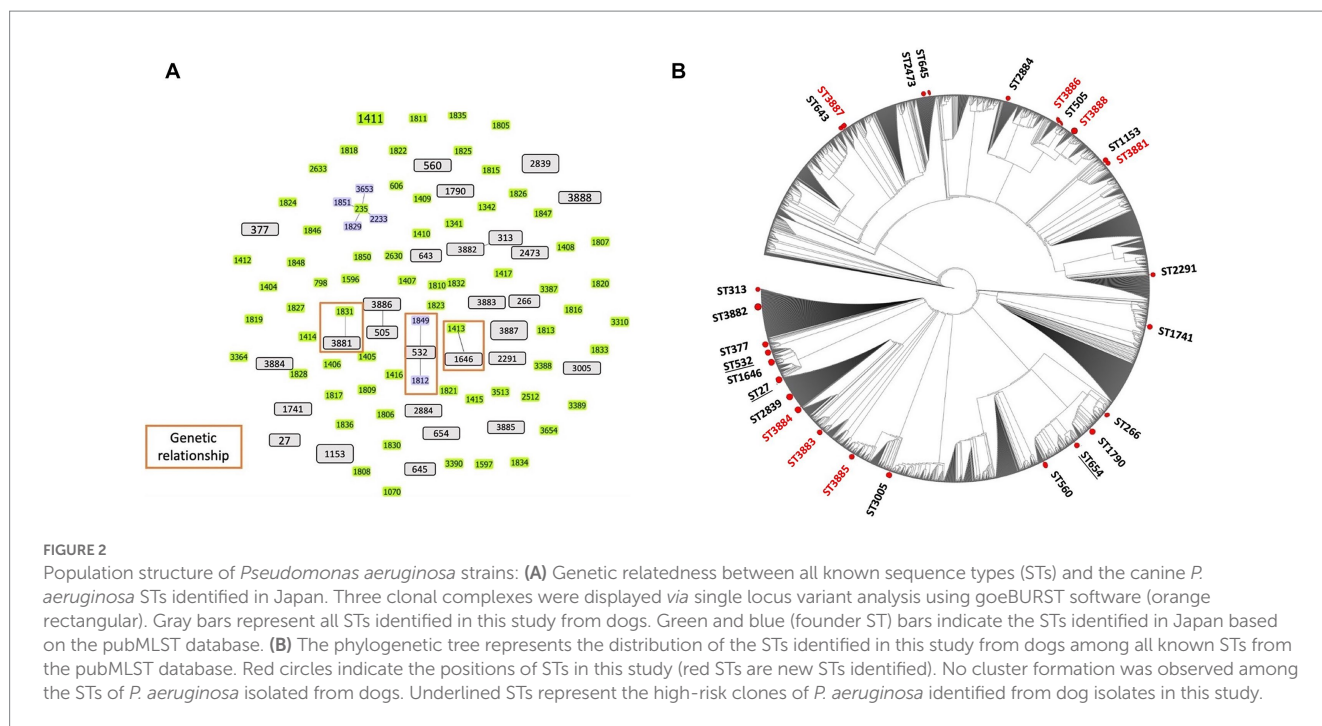 A
B
1411
1811
1835
1805
1818
1822
1825
560
2839
2633
1815
3653
606
1790
1826
3888
1824
1851
235
1409
1342
1847
1829
2233
377
1846
1341
1410
313
3882
2473
1408
1807
643
1412
1848
1850
2630
1417
1404
798
1596
1407
1810
1832
3387
1820
1827
1831
3886
1823
3883
266
1816
1819
1849
1413
3887
1813
3310
1414
3881
505
532
1833
3364
3884
1406
1405
1646
2291
3388
3005
1828
1416
1812
1817
1809
1821
1415
3513
2512
1741
1806
2884
3389
1836
3885
3654
27
654
1153
1830
Genetic
relationship
1808
645
3390
1597
1834
1070
ST2473
ST645
ST2884
ST3886
ST505
ST3888
ST1153
ST3881
ST3887
ST643
ST2291
ST1741
ST313
ST3882
ST377
ST532
ST1646
ST27
ST2839
ST3884
ST3883
ST3885
ST3005
ST266
ST1790
ST654
ST560
FIGURE 2
Population structure of Pseudomonas aeruginosa strains: (A) Genetic relatedness between all known sequence types (STs) and the canine P.
aeruginosa STs identified in Japan. Three clonal complexes were displayed via single locus variant analysis using goeBURST software (orange
rectangular). Gray bars represent all STs identified in this study from dogs. Green and blue (founder ST) bars indicate the STs identified in Japan based
on the pubMLST database. (B) The phylogenetic tree represents the distribution of the STs identified in this study from dogs among all known STs from
the pubMLST database. Red circles indicate the positions of STs in this study (red STs are new STs identified). No cluster formation was observed among
the STs of P. aeruginosa isolated from dogs. Underlined STs represent the high-risk clones of P. aeruginosa identified from dog isolates in this study.